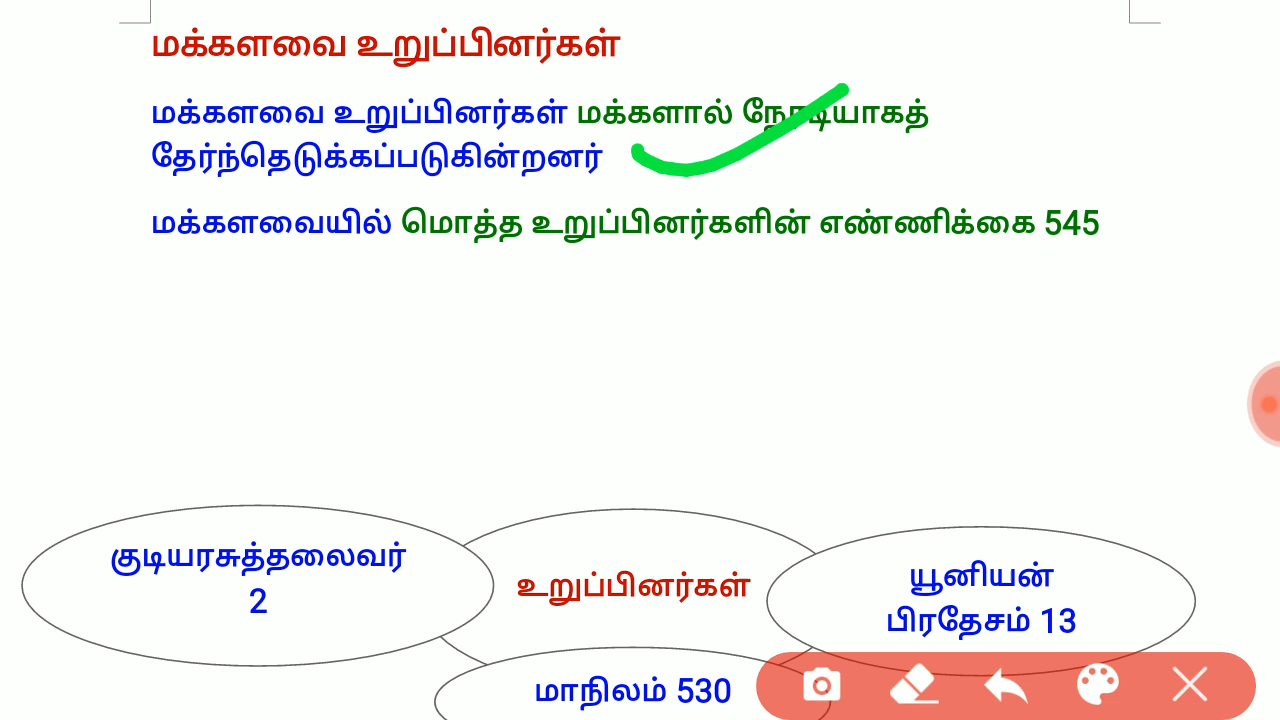 மக்களவை உறுப்பினர்கள்
மக்களவை உறுப்பினர்கள் மக்களால் நேரடியாகத்
தேர்ந்தெடுக்கப்படுகின்றனர்
மக்களவையில் மொத்த உறுப்பினர்களின் எண்ணிக்கை 545
குடியரசுத்தலைவர்
2
உறுப்பினர்கள்
யூனியன்
பிரதேசம் 13
மாநிலம் 530